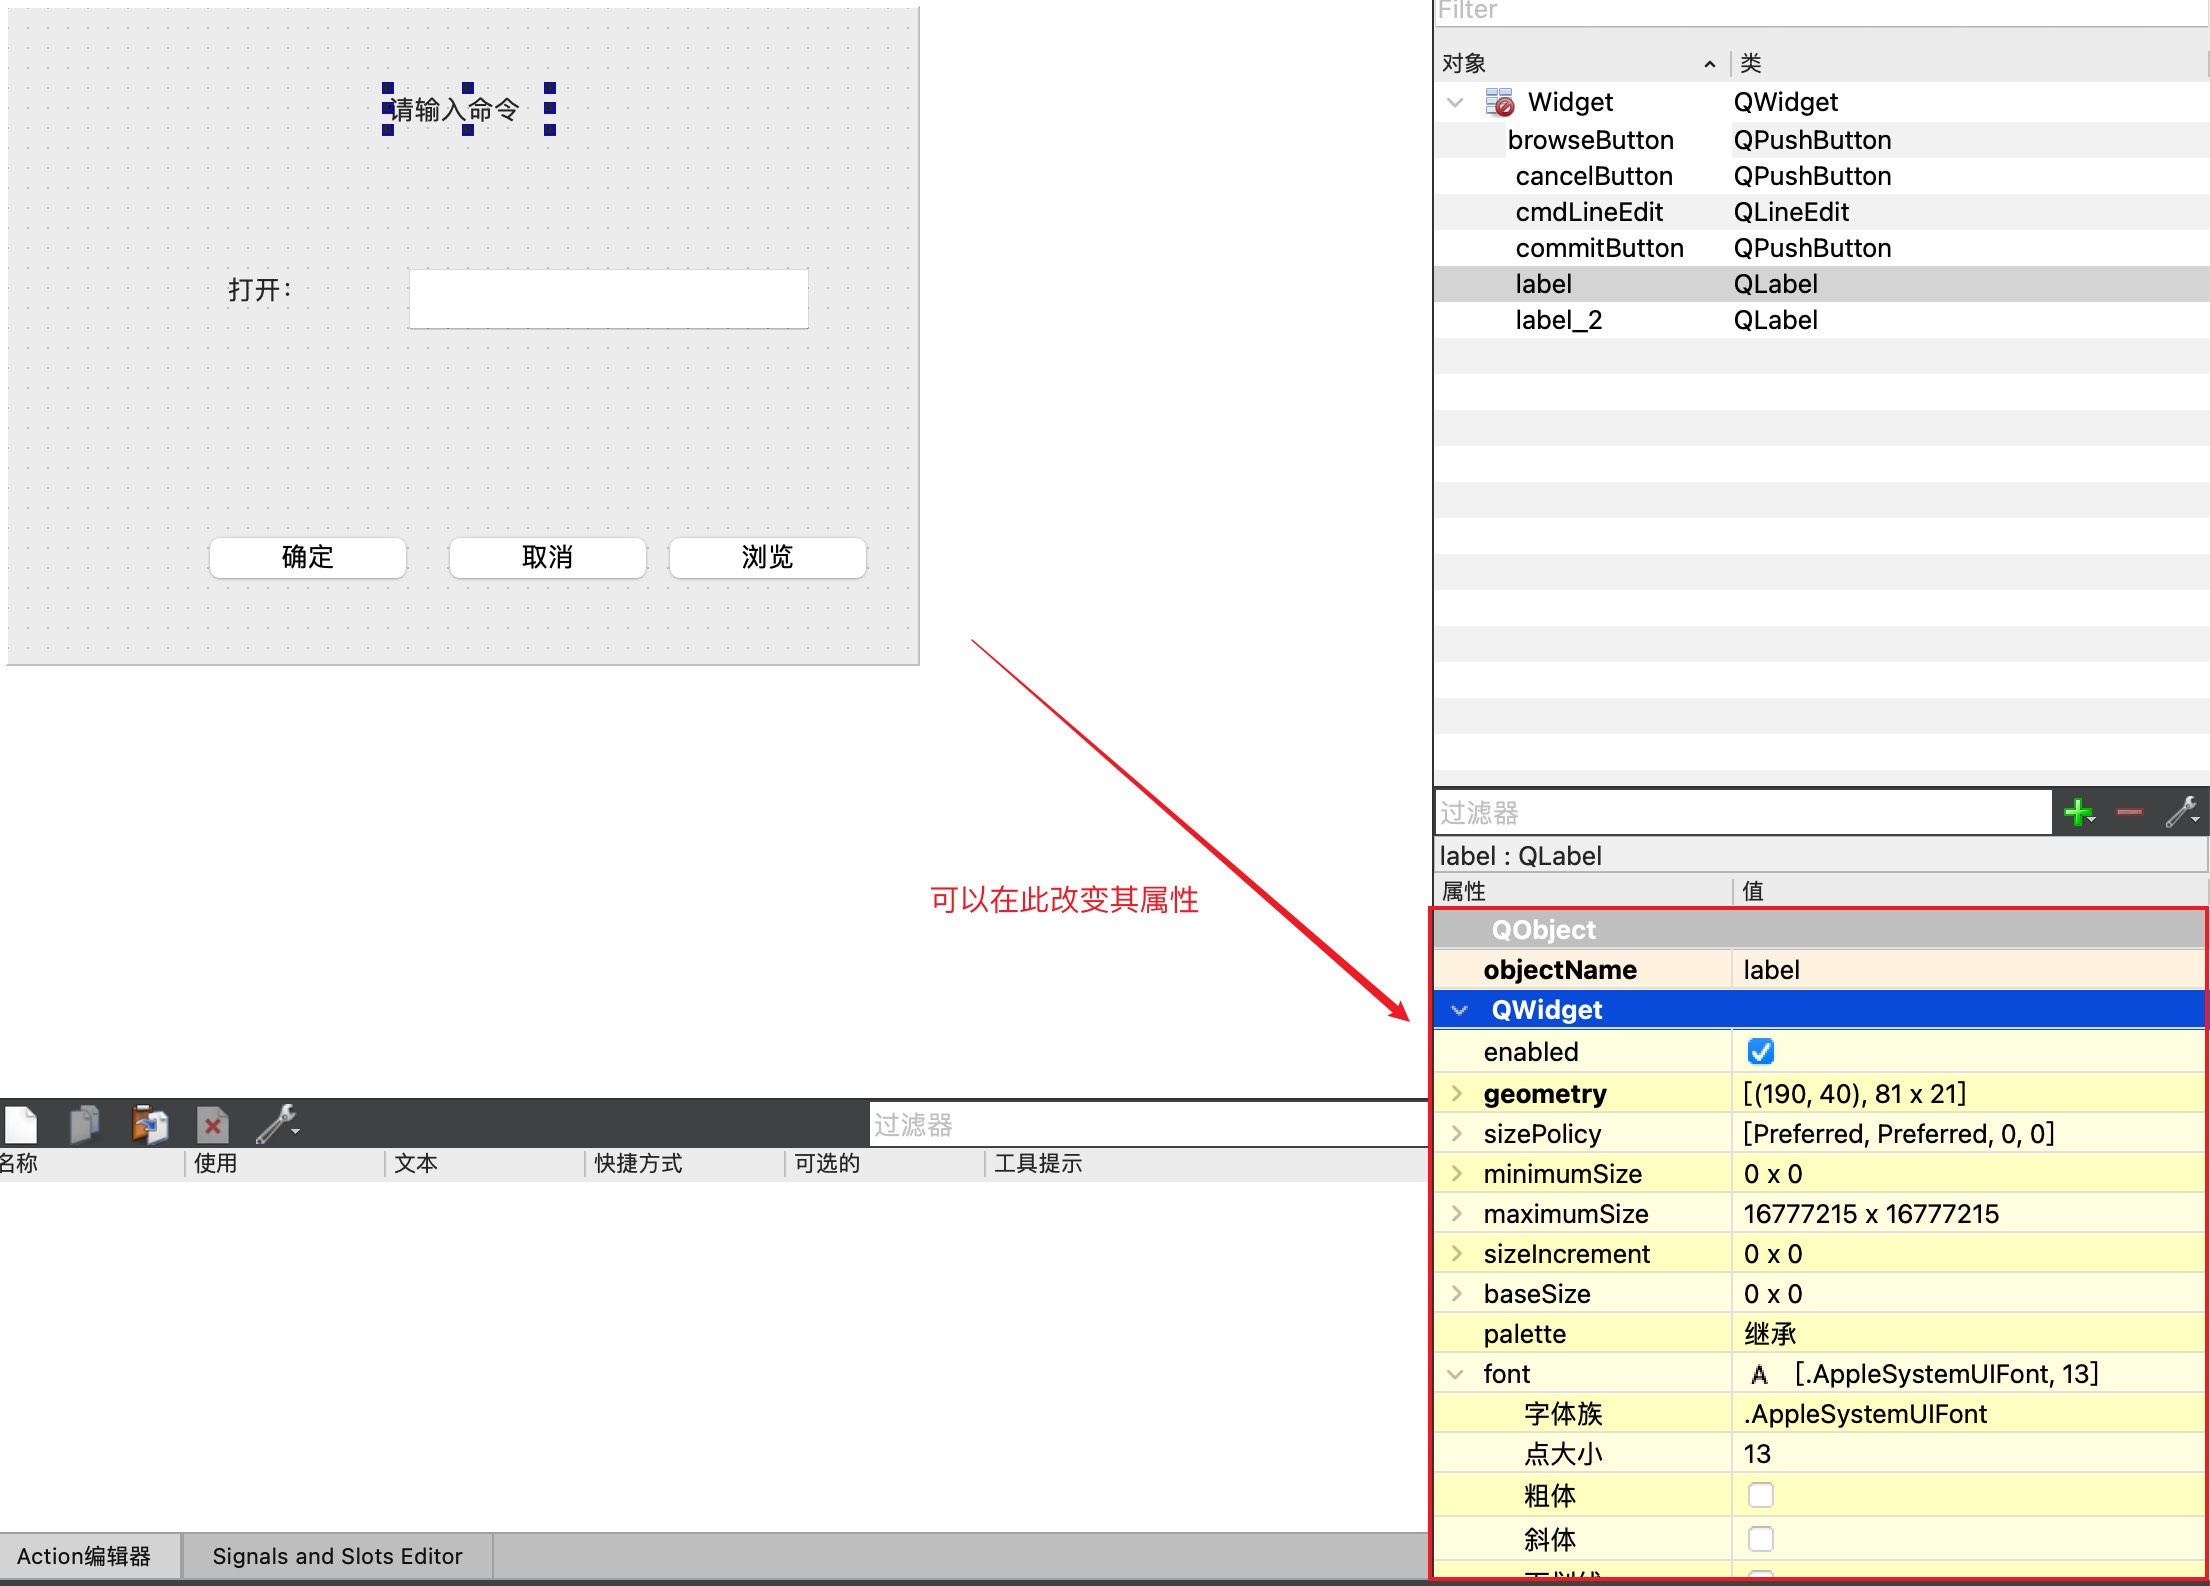 请输入命令
打开：
确定
取消
浏览
Filter
对象 类
Widget QWidget
browseButton QPushButton
cancelButton QPushButton
cmdLineEdit QLineEdit
commitButton QPushButton
label QLabel
label_2 QLabel
可以在此改变其属性
过滤器
label : QLabel
属性 值
QObject
objectName label
QWidget
enabled
geometry [(190, 40), 81 x 21]
sizePolicy [Preferred, Preferred, 0, 0]
minimumSize 0 x 0
maximumSize 16777215 x 16777215
sizeIncrement 0 x 0
baseSize 0 x 0
palette 继承
font A [.AppleSystemUIFont, 13]
字体族 .AppleSystemUIFont
点大小 13
粗体
斜体
过滤器
名称 使用 文本 快捷方式 可选的 工具提示
Action编辑器 Signals and Slots Editor